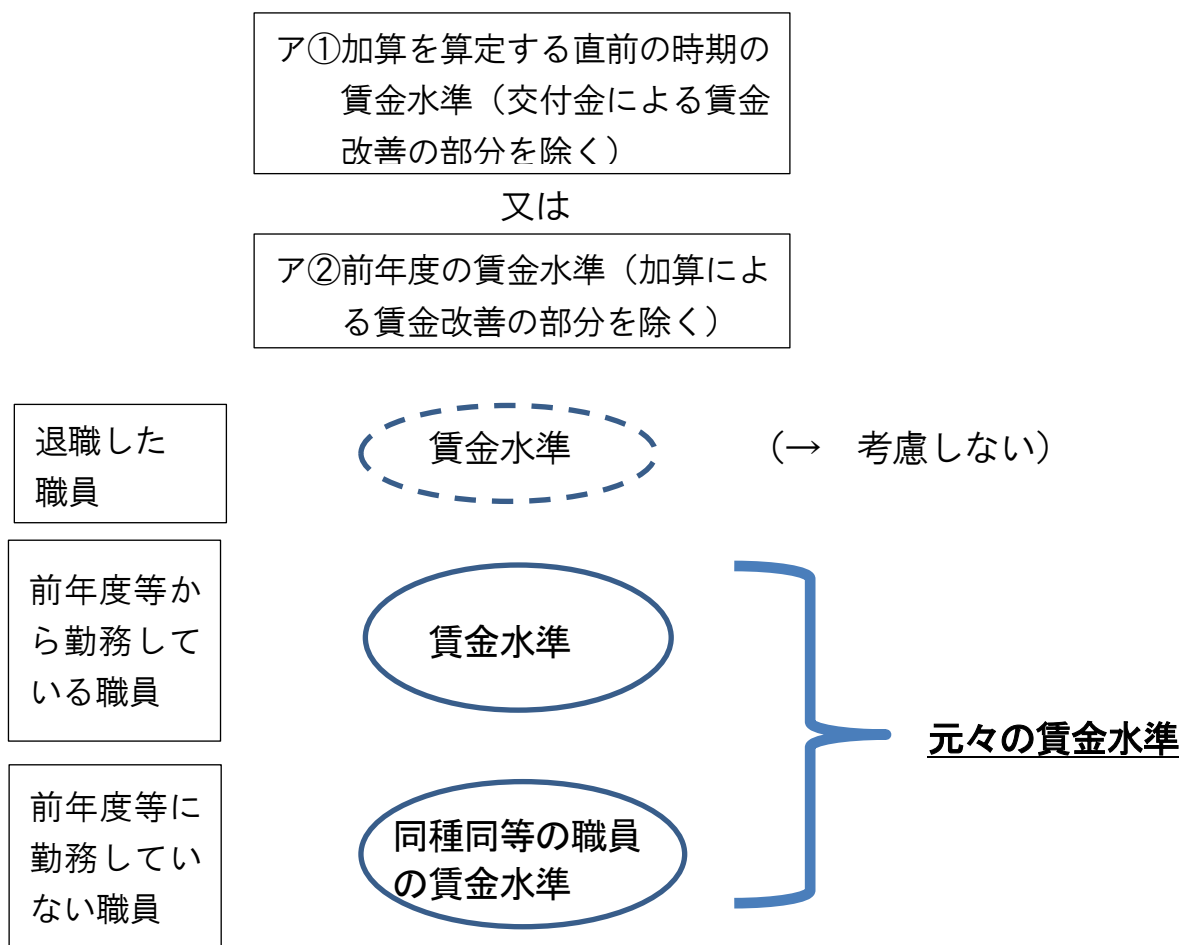 ア①加算を算定する直前の時期の
賃金水準（交付金による賃金
改善の部分を除く）
又は
ア②前年度の賃金水準（加算によ
る賃金改善の部分を除く）
退職した
職員
賃金水準
（→　考慮しない）
前年度等か
ら勤務して
いる職員
賃金水準
元々の賃金水準
前年度等に
勤務してい
ない職員
同種同等の職員
の賃金水準